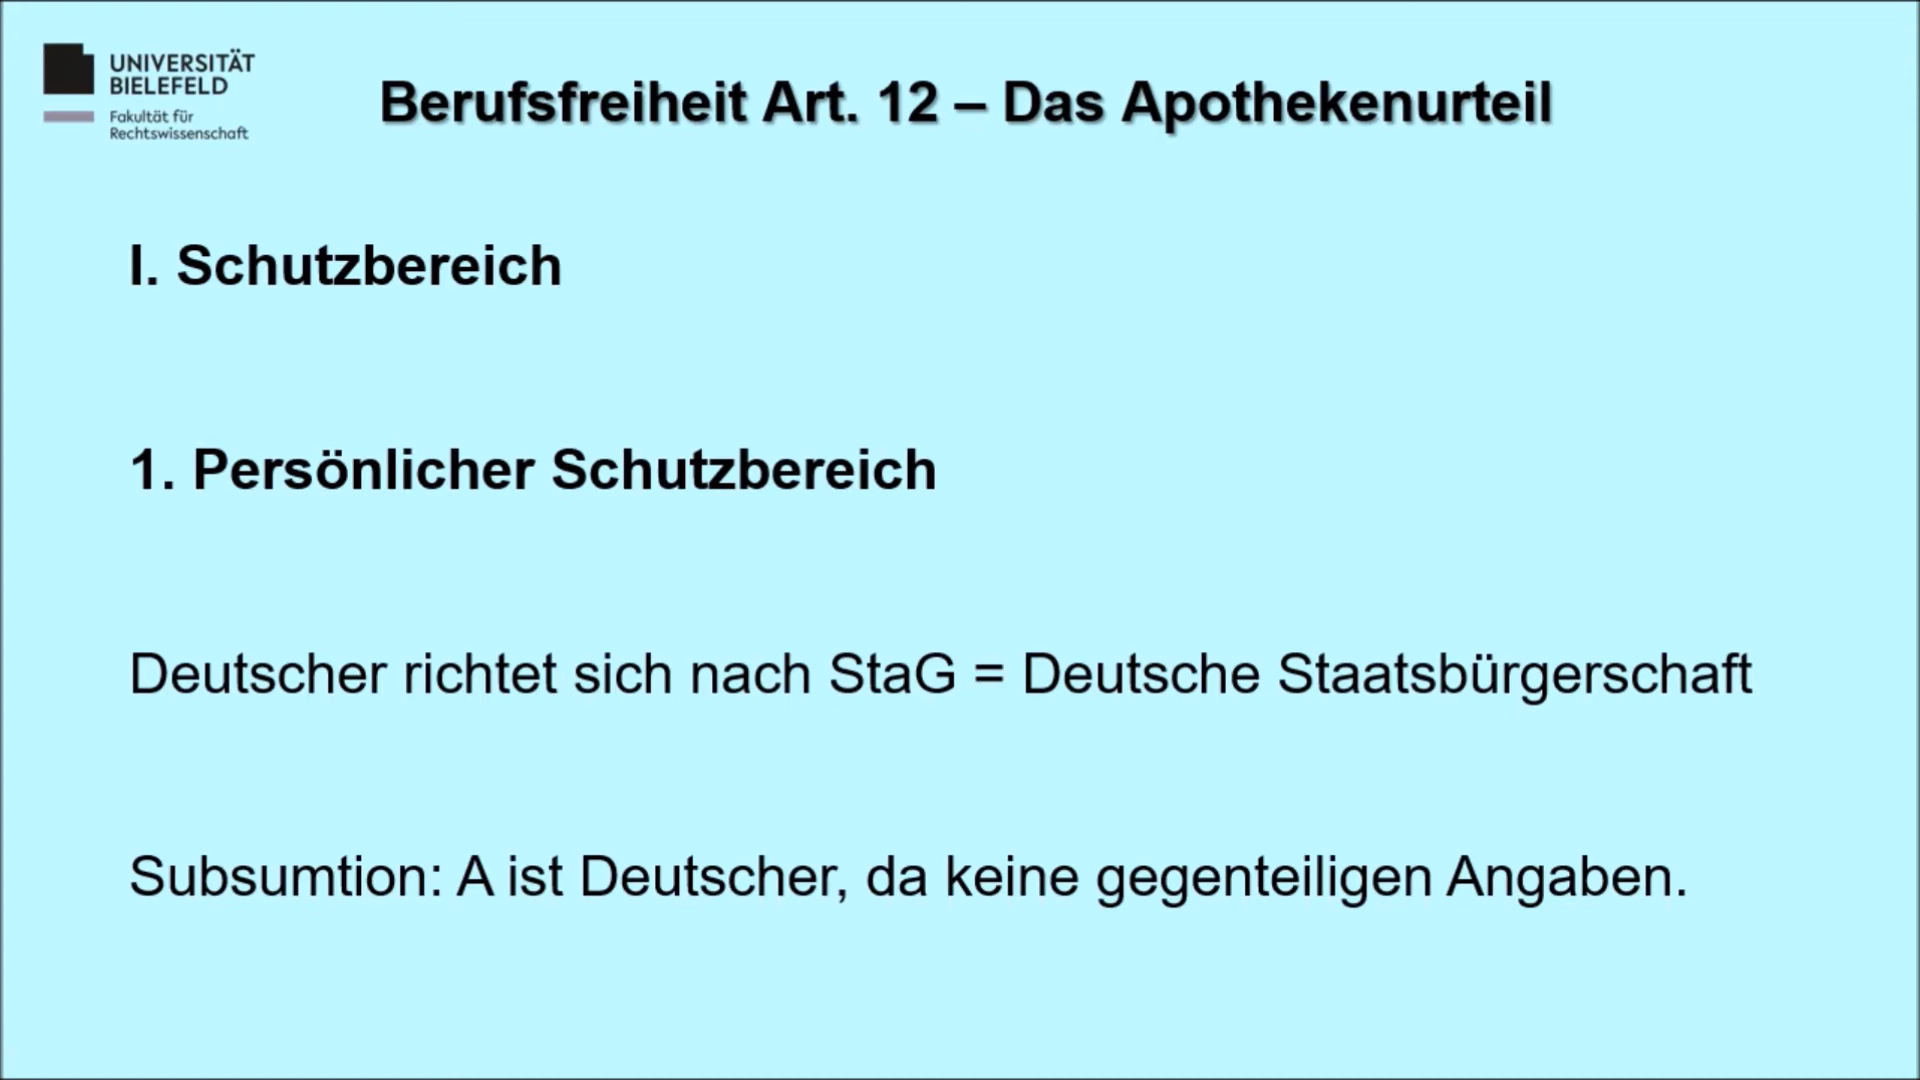 UNIVERSITÄT
BIELEFELD
Fakultät für
Rechtswissenschaft
Berufsfreiheit Art. 12 – Das Apothekenurteil
I. Schutzbereich
1. Persönlicher Schutzbereich
Deutscher richtet sich nach StaG = Deutsche Staatsbürgerschaft
Subsumtion: A ist Deutscher, da keine gegenteiligen Angaben.